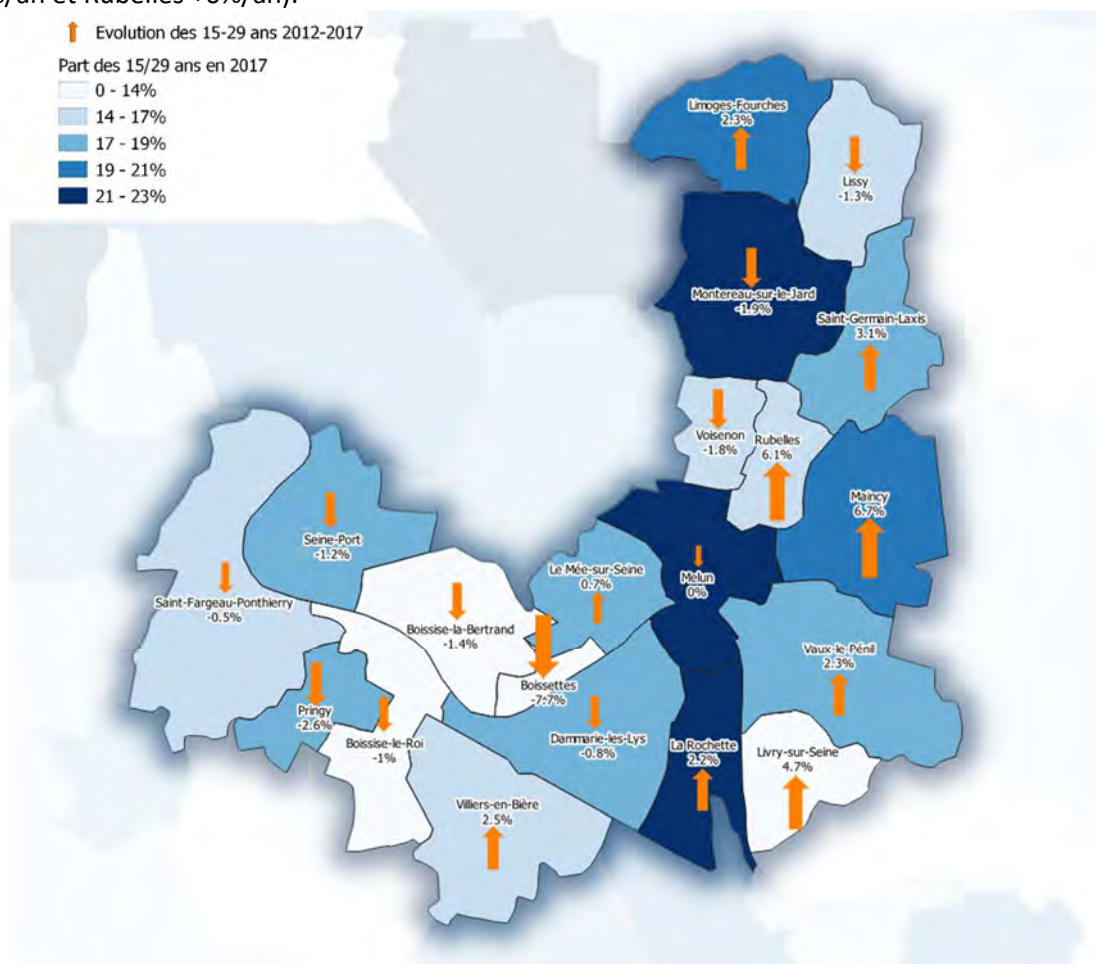 %/an et Rubelles +6%/an).
Evolution des 15-29 ans 2012-2017
Part des 15/29 ans en 2017
0 - 14%
14 - 17%
17 - 19%
19 - 21%
21 - 23%
Limoges-Fourches
2.3%
Lissy
-1.3%
Montereau-sur-le-Jard
-1.9%
Saint-Germain-Laxis
3.1%
Voisenon
-1.8%
Rubelles
6.1%
Maincy
6.7%
Seine-Port
-1.2%
Le Mée-sur-Seine
0.7%
Melun
0%
Saint-Fargeau-Ponthierry
-0.5%
Boissise-la-Bertrand
-1.4%
Vaux-le-Pénil
2.3%
Boissettes
-7.7%
Pringy
-2.6%
Boissise-le-Roi
-1%
Dammarie-les-Lys
-0.8%
La Rochette
2.2%
Livry-sur-Seine
4.7%
Villiers-en-Bière
2.5%